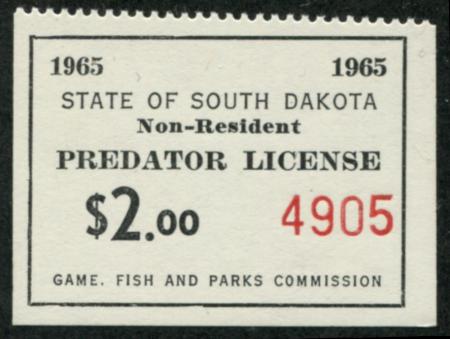 1965 1965
STATE OF SOUTH DAKOTA
Non-Resident
PREDATOR LICENSE
$2.00 4905
GAME. FISH AND PARKS COMMISSION